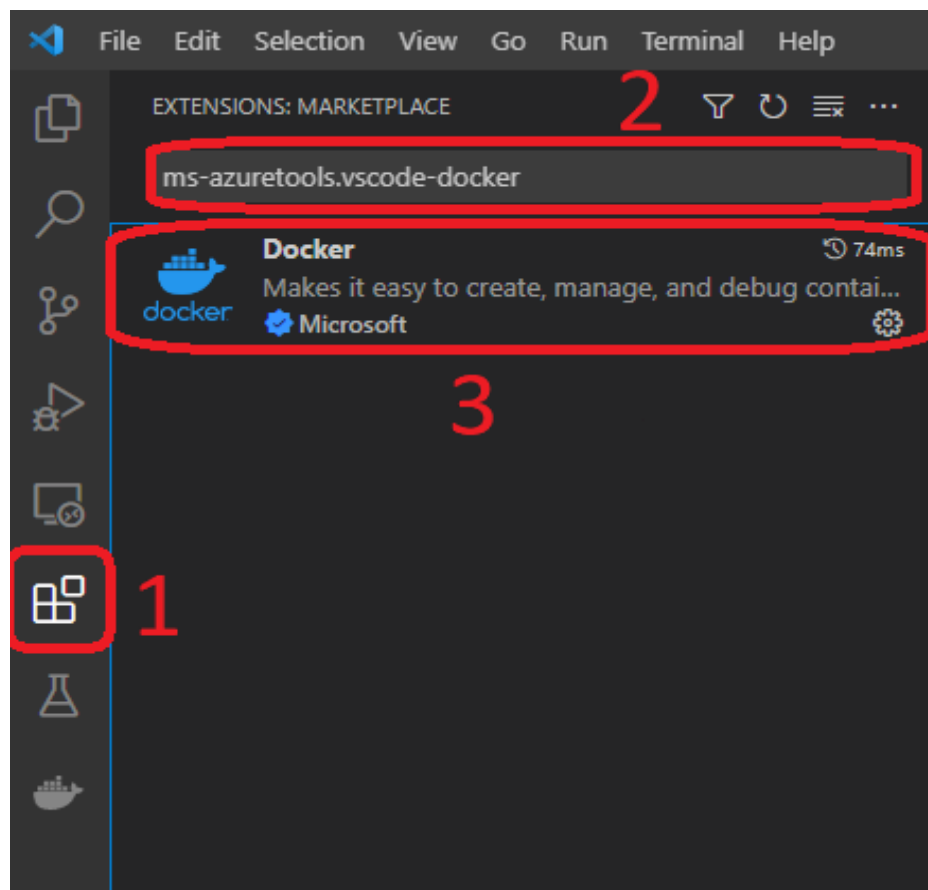 File Edit Selection View Go Run Terminal Help
EXTENSIONS: MARKETPLACE
2
ms-azuretools.vscode-docker
Docker 74ms
Makes it easy to create, manage, and debug contai...
docker
Microsoft
3
1